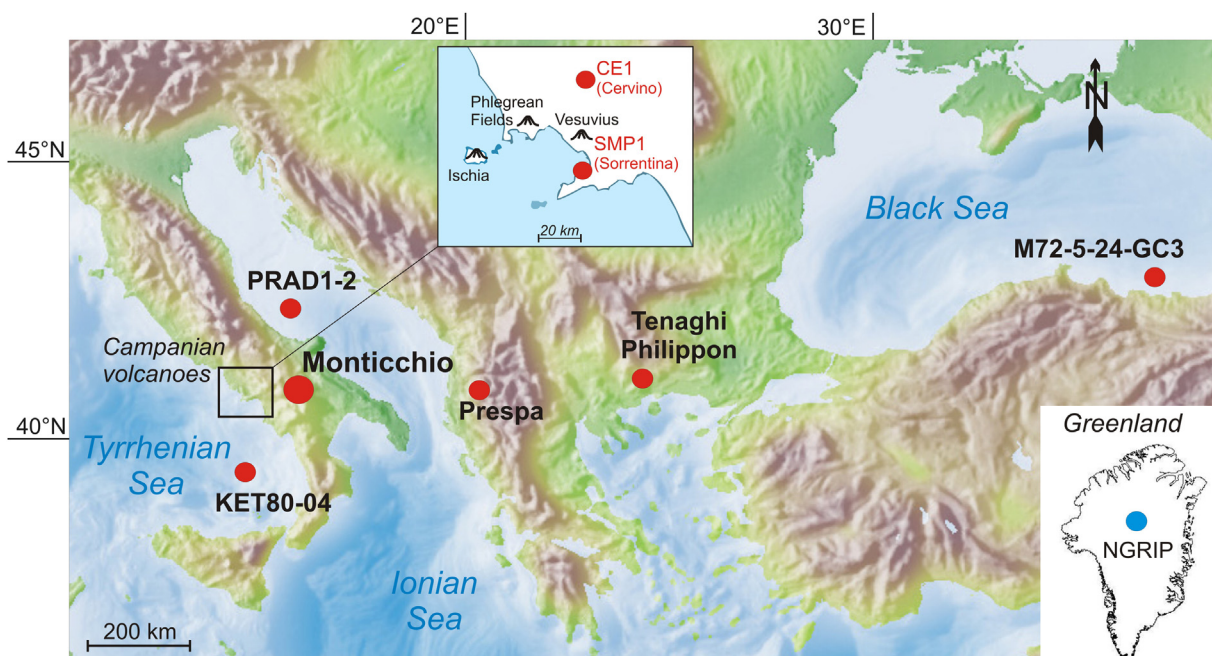 20°E
30°E
45°N
40°N
CE1
(Cervino)
Phlegrean
Fields
Vesuvius
SMP1
(Sorrentina)
Ischia
20 km
N
Black Sea
M72-5-24-GC3
PRAD1-2
Campanian
volcanoes
Monticchio
Tenaghi
Philippon
Prespa
Tyrrhenian
Sea
KET80-04
Ionian
Sea
200 km
Greenland
NGRIP